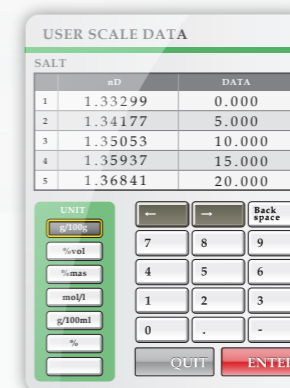 USER SCALE DATA
SALT
nD DATA
1 1.33299 0.000
2 1.34177 5.000
3 1.35053 10.000
4 1.35937 15.000
5 1.36841 20.000
UNIT
g/100g
%vol
%mas
mol/l
g/100ml
%
← → Back space
7 8 9
4 5 6
1 2 3
0 . -
QUIT ENTER